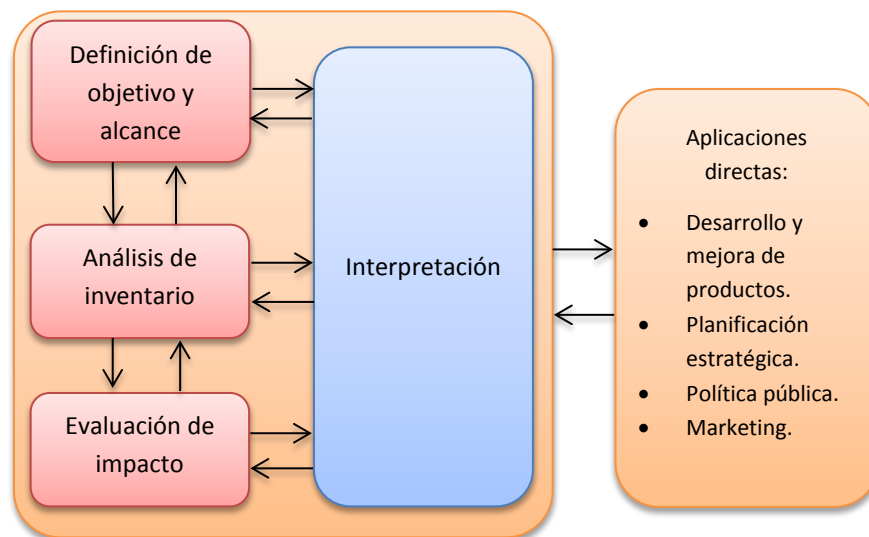 Definición de
objetivo y
alcance
Análisis de
inventario
Evaluación de
impacto
Interpretación
Aplicaciones
directas:
• Desarrollo y
mejora de
productos.
• Planificación
estratégica.
• Política pública.
• Marketing.